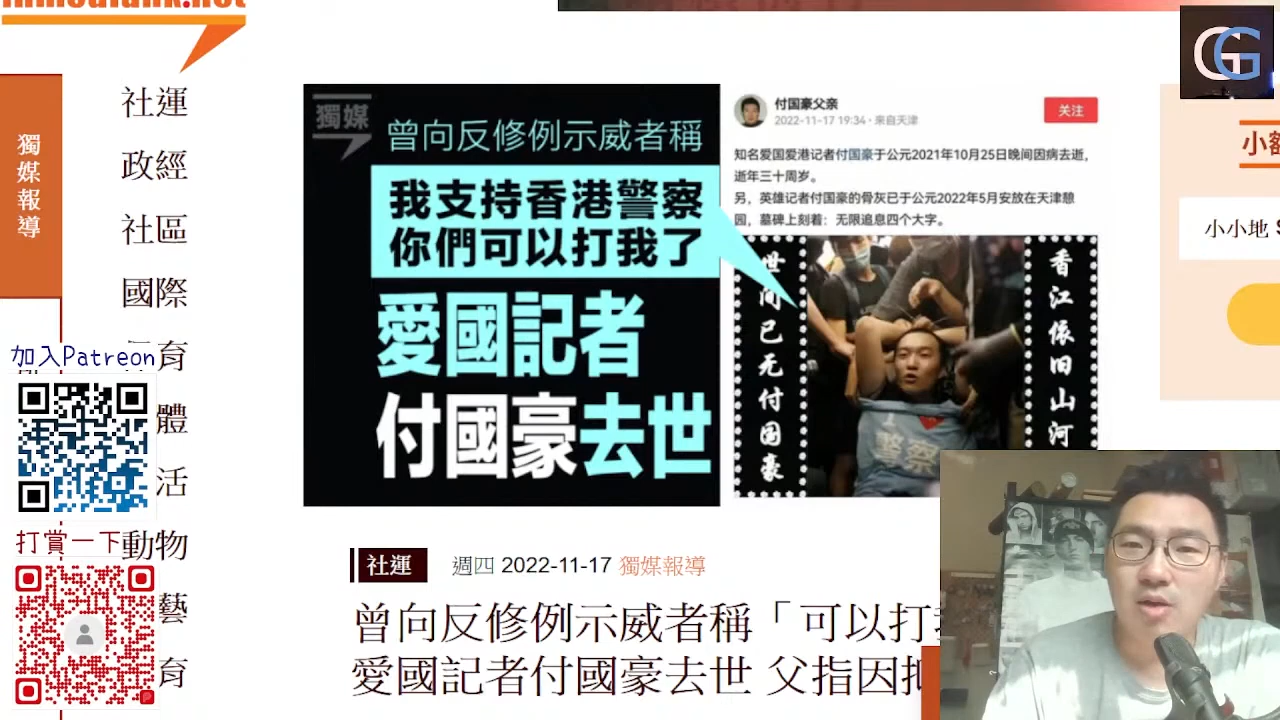 inmediahk.net
獨媒報導
社運
政經
社區
國際
育
體
活
動物
藝
育
加入Patreon
打賞一下
獨媒
曾向反修例示威者稱
我支持香港警察
你們可以打我了
愛國記者
付國豪去世
付国豪父亲
2022-11-17 19:34 · 来自天津
关注
知名爱国爱港记者付国豪于公元2021年10月25日晚间因病去逝,
逝年三十周岁。
另，英雄记者付国豪的骨灰已于公元2022年5月安放在天津憩
园，墓碑上刻着：无限追息四个大字。
世间已无付国豪
香江依旧山河
警察
社運
週四 2022-11-17 獨媒報導
曾向反修例示威者稱「可以打
愛國記者付國豪去世 父指因抑
GG
小額
小小地